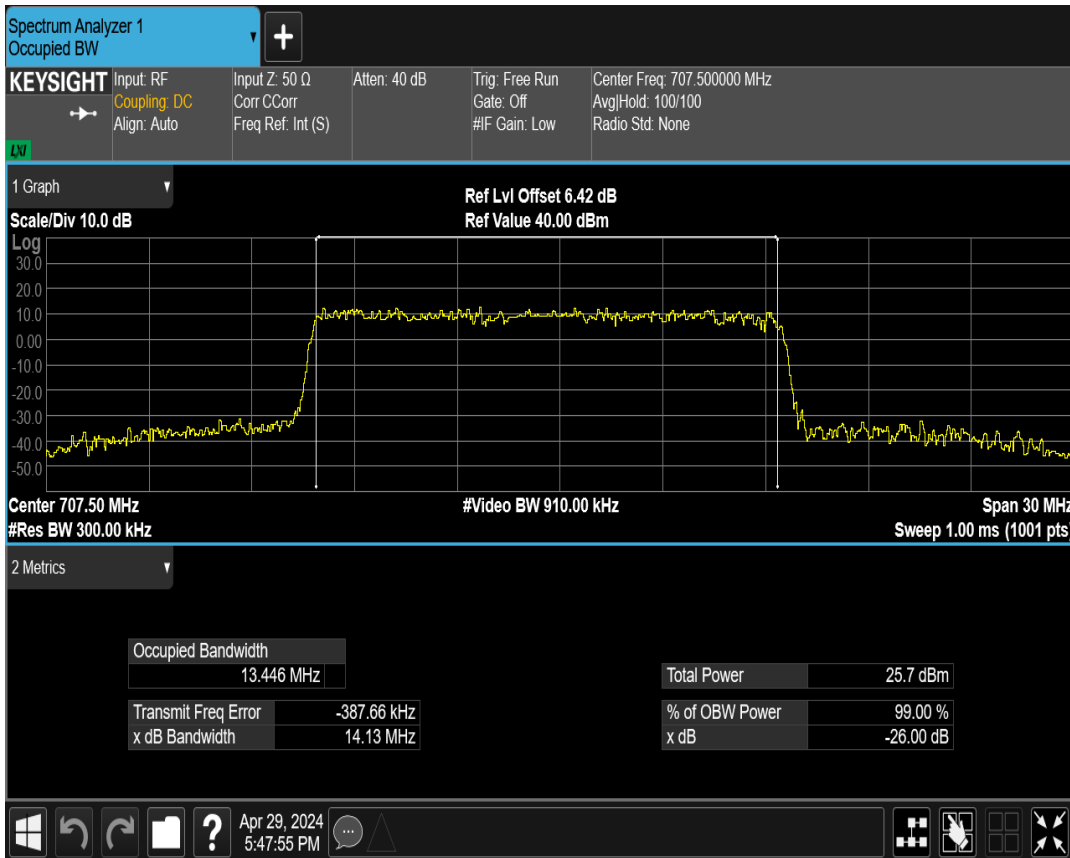 Spectrum Analyzer 1
Occupied BW
+
KEYSIGHT
Input: RF
Coupling: DC
Align: Auto
Input Z: 50 Ω
Corr CCorr
Freq Ref: Int (S)
Atten: 40 dB
Trig: Free Run
Gate: Off
#IF Gain: Low
Center Freq: 707.500000 MHz
Avg|Hold: 100/100
Radio Std: None
LXI
1 Graph
Scale/Div 10.0 dB
Ref Lvl Offset 6.42 dB
Ref Value 40.00 dBm
Log
30.0
20.0
10.0
0.00
-10.0
-20.0
-30.0
-40.0
-50.0
Center 707.50 MHz
#Video BW 910.00 kHz
Span 30 MHz
#Res BW 300.00 kHz
Sweep 1.00 ms (1001 pts)
2 Metrics
Occupied Bandwidth
13.446 MHz
Total Power 25.7 dBm
Transmit Freq Error -387.66 kHz
% of OBW Power 99.00 %
x dB Bandwidth 14.13 MHz
x dB -26.00 dB
?
Apr 29, 2024
5:47:55 PM